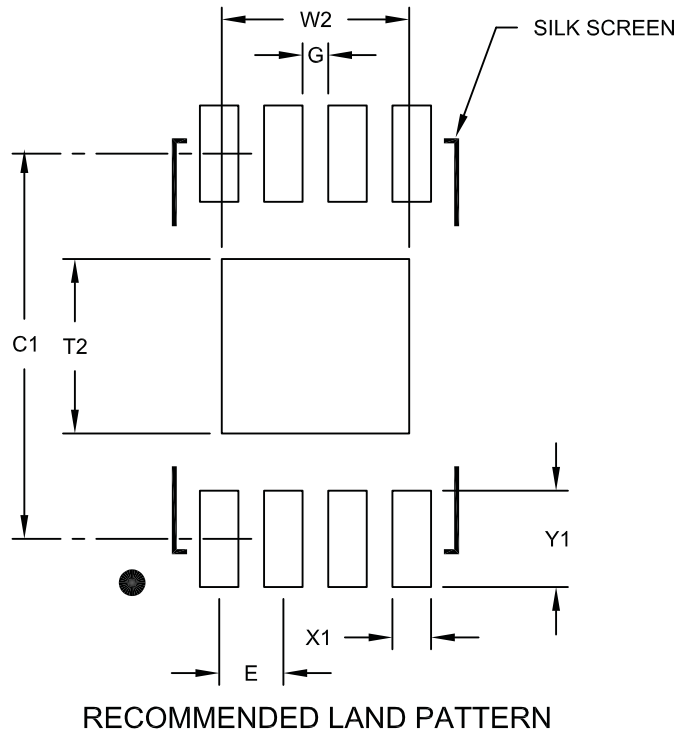 W2
SILK SCREEN
G
C1
T2
Y1
X1
E
RECOMMENDED LAND PATTERN